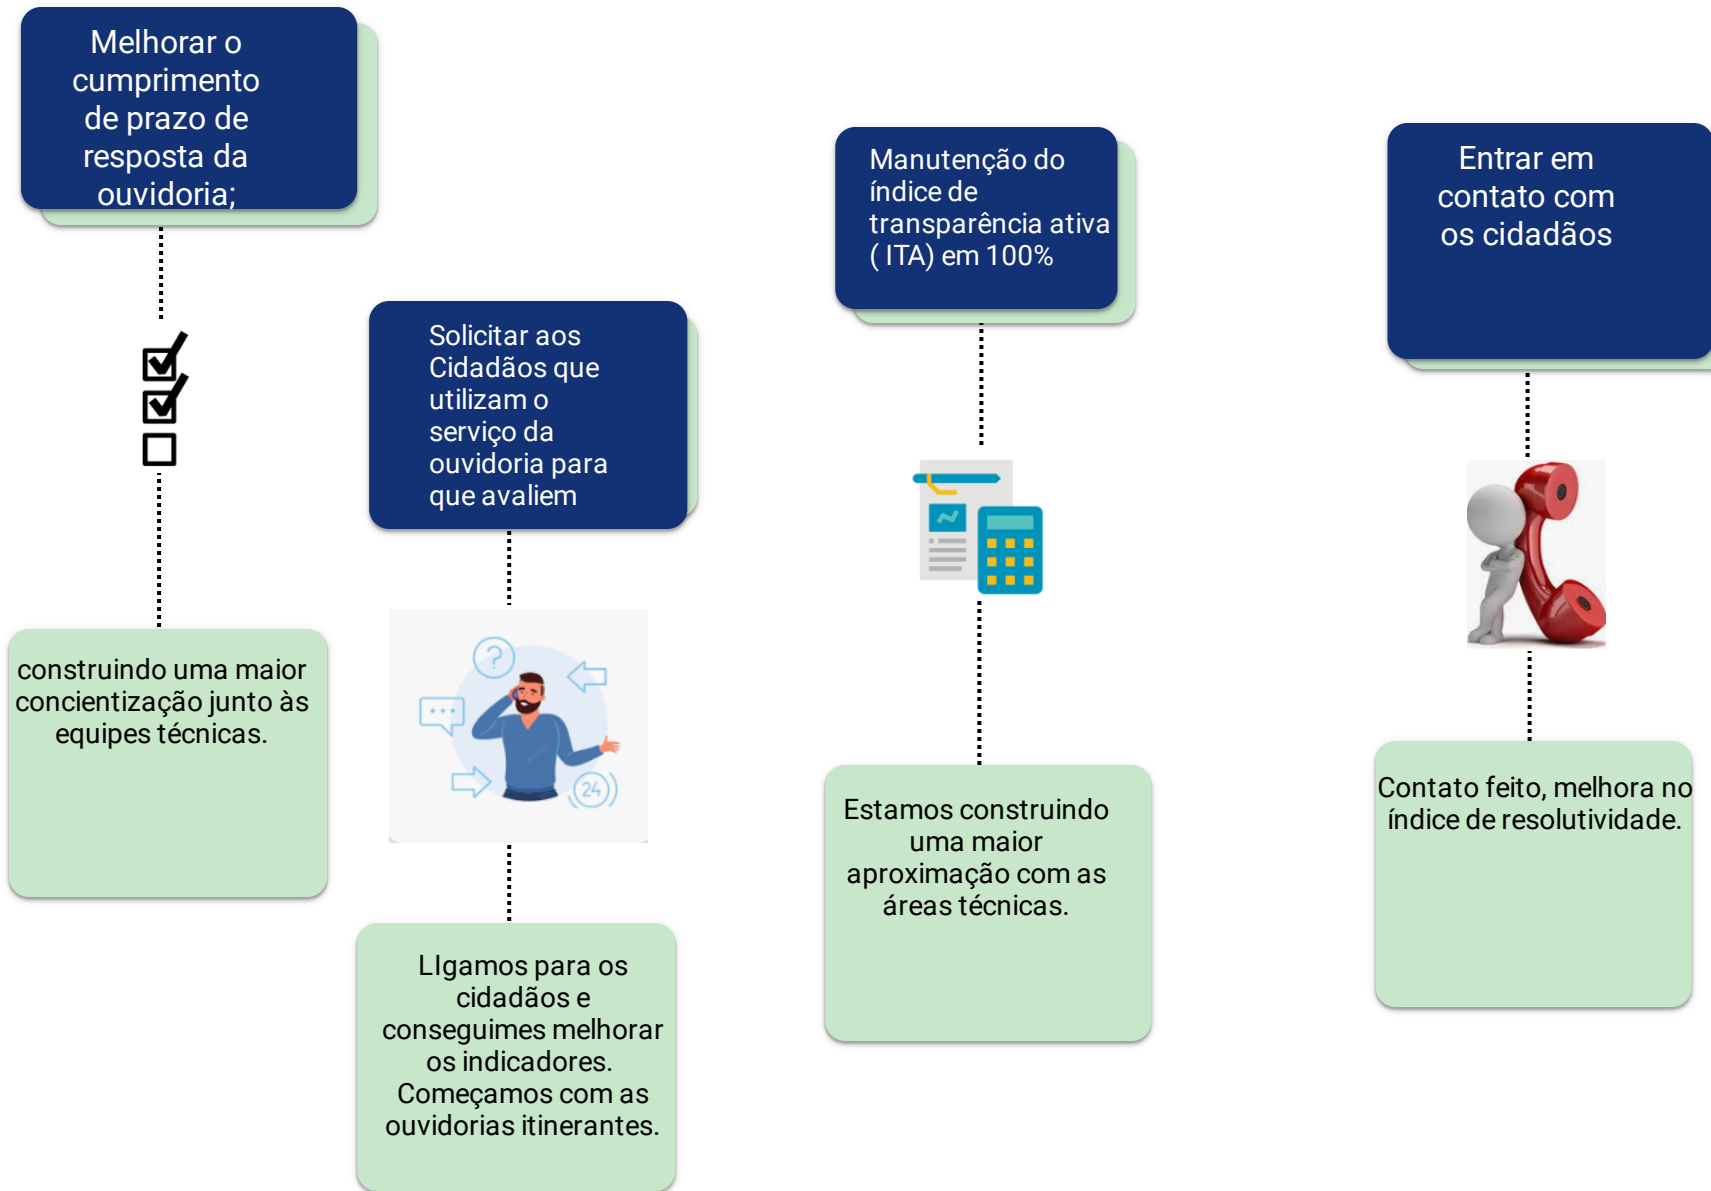 Melhorar o
cumprimento
de prazo de
resposta da
ouvidoria;
construindo uma maior
concientização junto às
equipes técnicas.
Solicitar aos
Cidadãos que
utilizam o
serviço da
ouvidoria para
que avaliem
?
24
LIgamos para os
cidadãos e
conseguimes melhorar
os indicadores.
Começamos com as
ouvidorias itinerantes.
Manutenção do
índice de
transparência ativa
( ITA) em 100%
Estamos construindo
uma maior
aproximação com as
áreas técnicas.
Entrar em
contato com
os cidadãos
Contato feito, melhora no
índice de resolutividade.